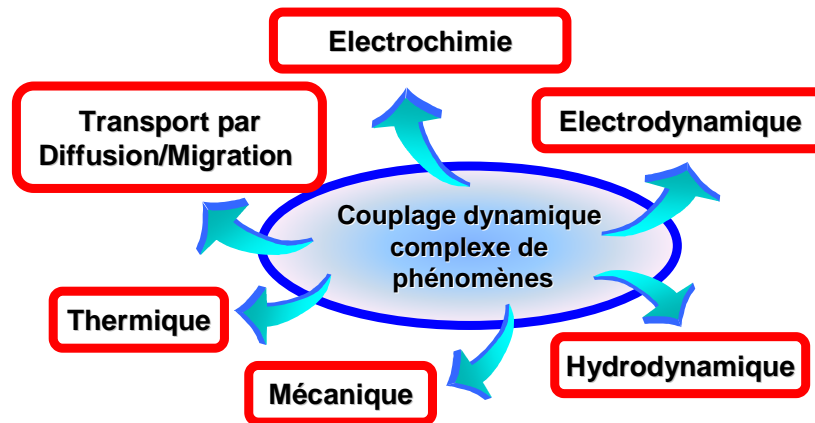 Electrochimie
Transport par
Diffusion/Migration
Electrodynamique
Couplage dynamique
complexe de
phénomènes
Thermique
Mécanique
Hydrodynamique